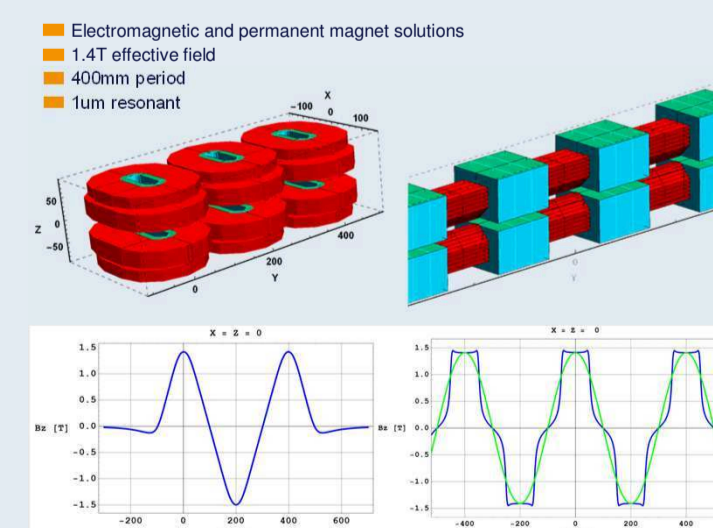 Electromagnetic and permanent magnet solutions
1.4T effective field
400mm period
1um resonant
X
-100 0 100
50
Z 0
-50
0 200 400
Y
0
Y
X = Z = 0
1.5
1.0
0.5
Bz [T] 0.0
-0.5
-1.0
-1.5
-200 0 200 400 600
X = Z = 0
1.5
1.0
0.5
Bz [T] 0.0
-0.5
-1.0
-1.5
-400 -200 0 200 400